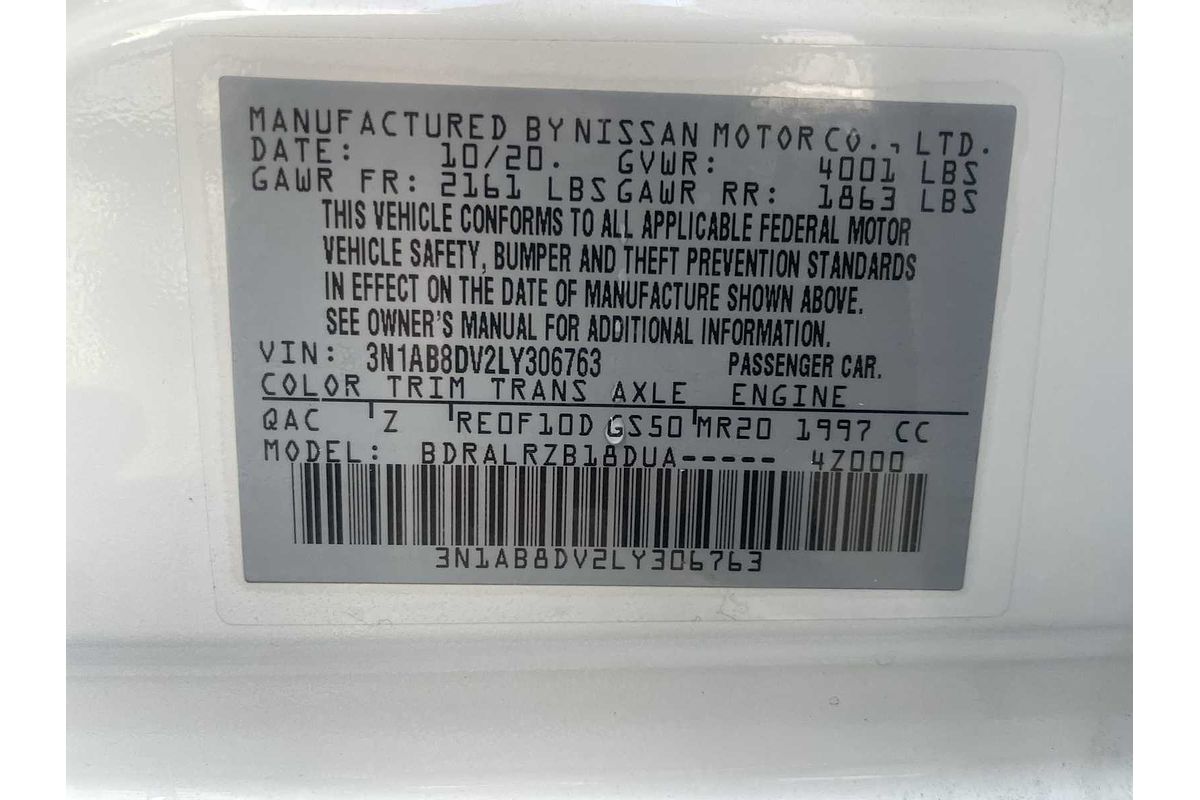 MANUFACTURED BY NISSAN MOTOR CO., LTD.
DATE: 10/20. GVWR: 4001 LBS
GAWR FR: 2161 LBS GAWR RR: 1863 LBS
THIS VEHICLE CONFORMS TO ALL APPLICABLE FEDERAL MOTOR
VEHICLE SAFETY, BUMPER AND THEFT PREVENTION STANDARDS
IN EFFECT ON THE DATE OF MANUFACTURE SHOWN ABOVE.
SEE OWNER'S MANUAL FOR ADDITIONAL INFORMATION.
VIN: 3N1AB8DV2LY306763 PASSENGER CAR.
COLOR TRIM TRANS AXLE ENGINE
QAC Z RE0F10D GS50 MR20 1997 CC
MODEL: BDRALRZB18DUA----- 4Z000
3N1AB8DV2LY306763